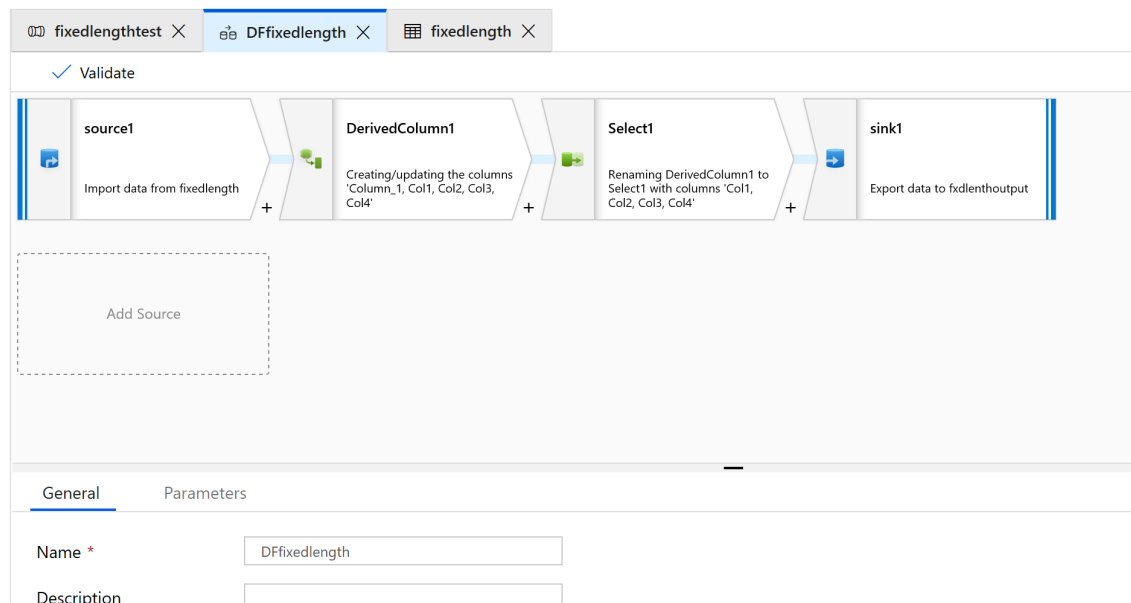 fixedlengthtest
DFfixedlength
fixedlength
Validate
source1
Import data from fixedlength
+
DerivedColumn1
Creating/updating the columns
'Column_1, Col1, Col2, Col3,
Col4'
+
Select1
Renaming DerivedColumn1 to
Select1 with columns 'Col1,
Col2, Col3, Col4'
+
sink1
Export data to fxdlenthoutput
Add Source
General
Parameters
Name *
DFfixedlength
Description